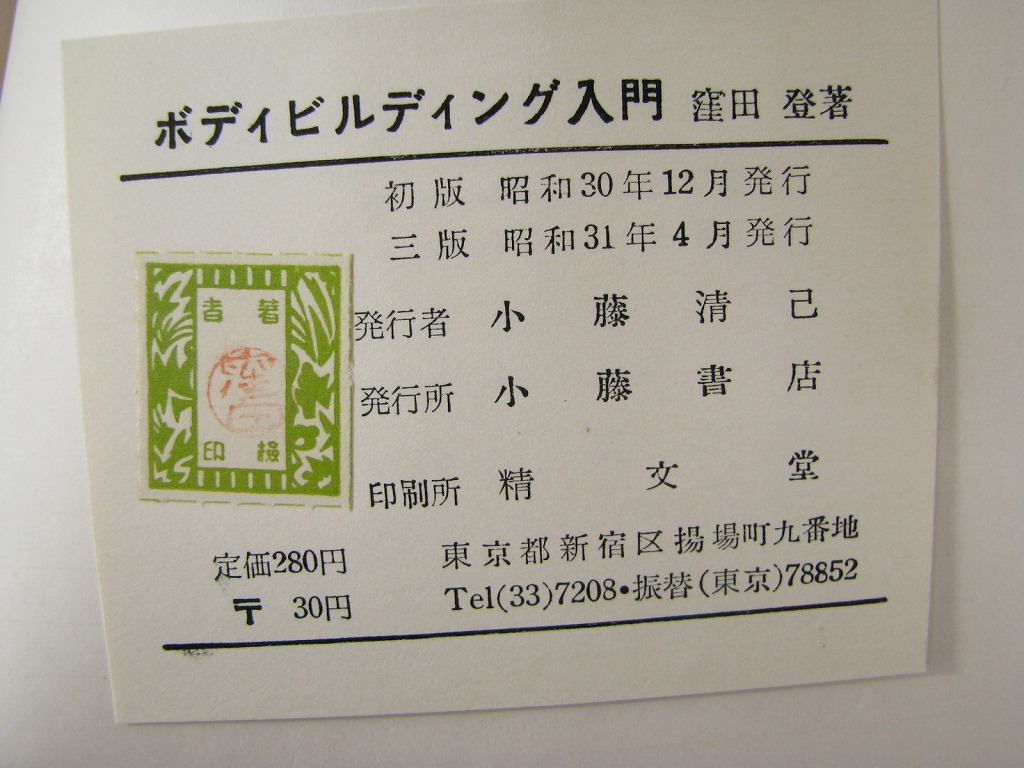 ボディビルディング入門 窪田 登著
初版 昭和30年12月発行
三版 昭和31年4月発行
発行者 小藤清己
発行所 小藤書店
印刷所 精文堂
著者
検印
定価280円
〒 30円
東京都新宿区揚場町九番地
Tel(33)7208・振替(東京)78852